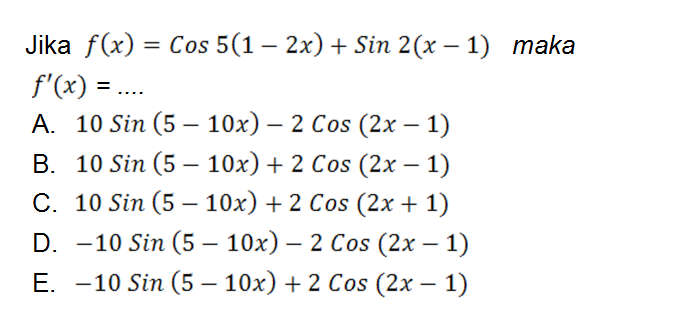 Jika f(x) = Cos 5(1 − 2x) + Sin 2(x − 1) maka
f'(x) = ....
A. 10 Sin (5 − 10x) − 2 Cos (2x − 1)
B. 10 Sin (5 − 10x) + 2 Cos (2x − 1)
C. 10 Sin (5 − 10x) + 2 Cos (2x + 1)
D. −10 Sin (5 − 10x) − 2 Cos (2x − 1)
E. −10 Sin (5 − 10x) + 2 Cos (2x − 1)